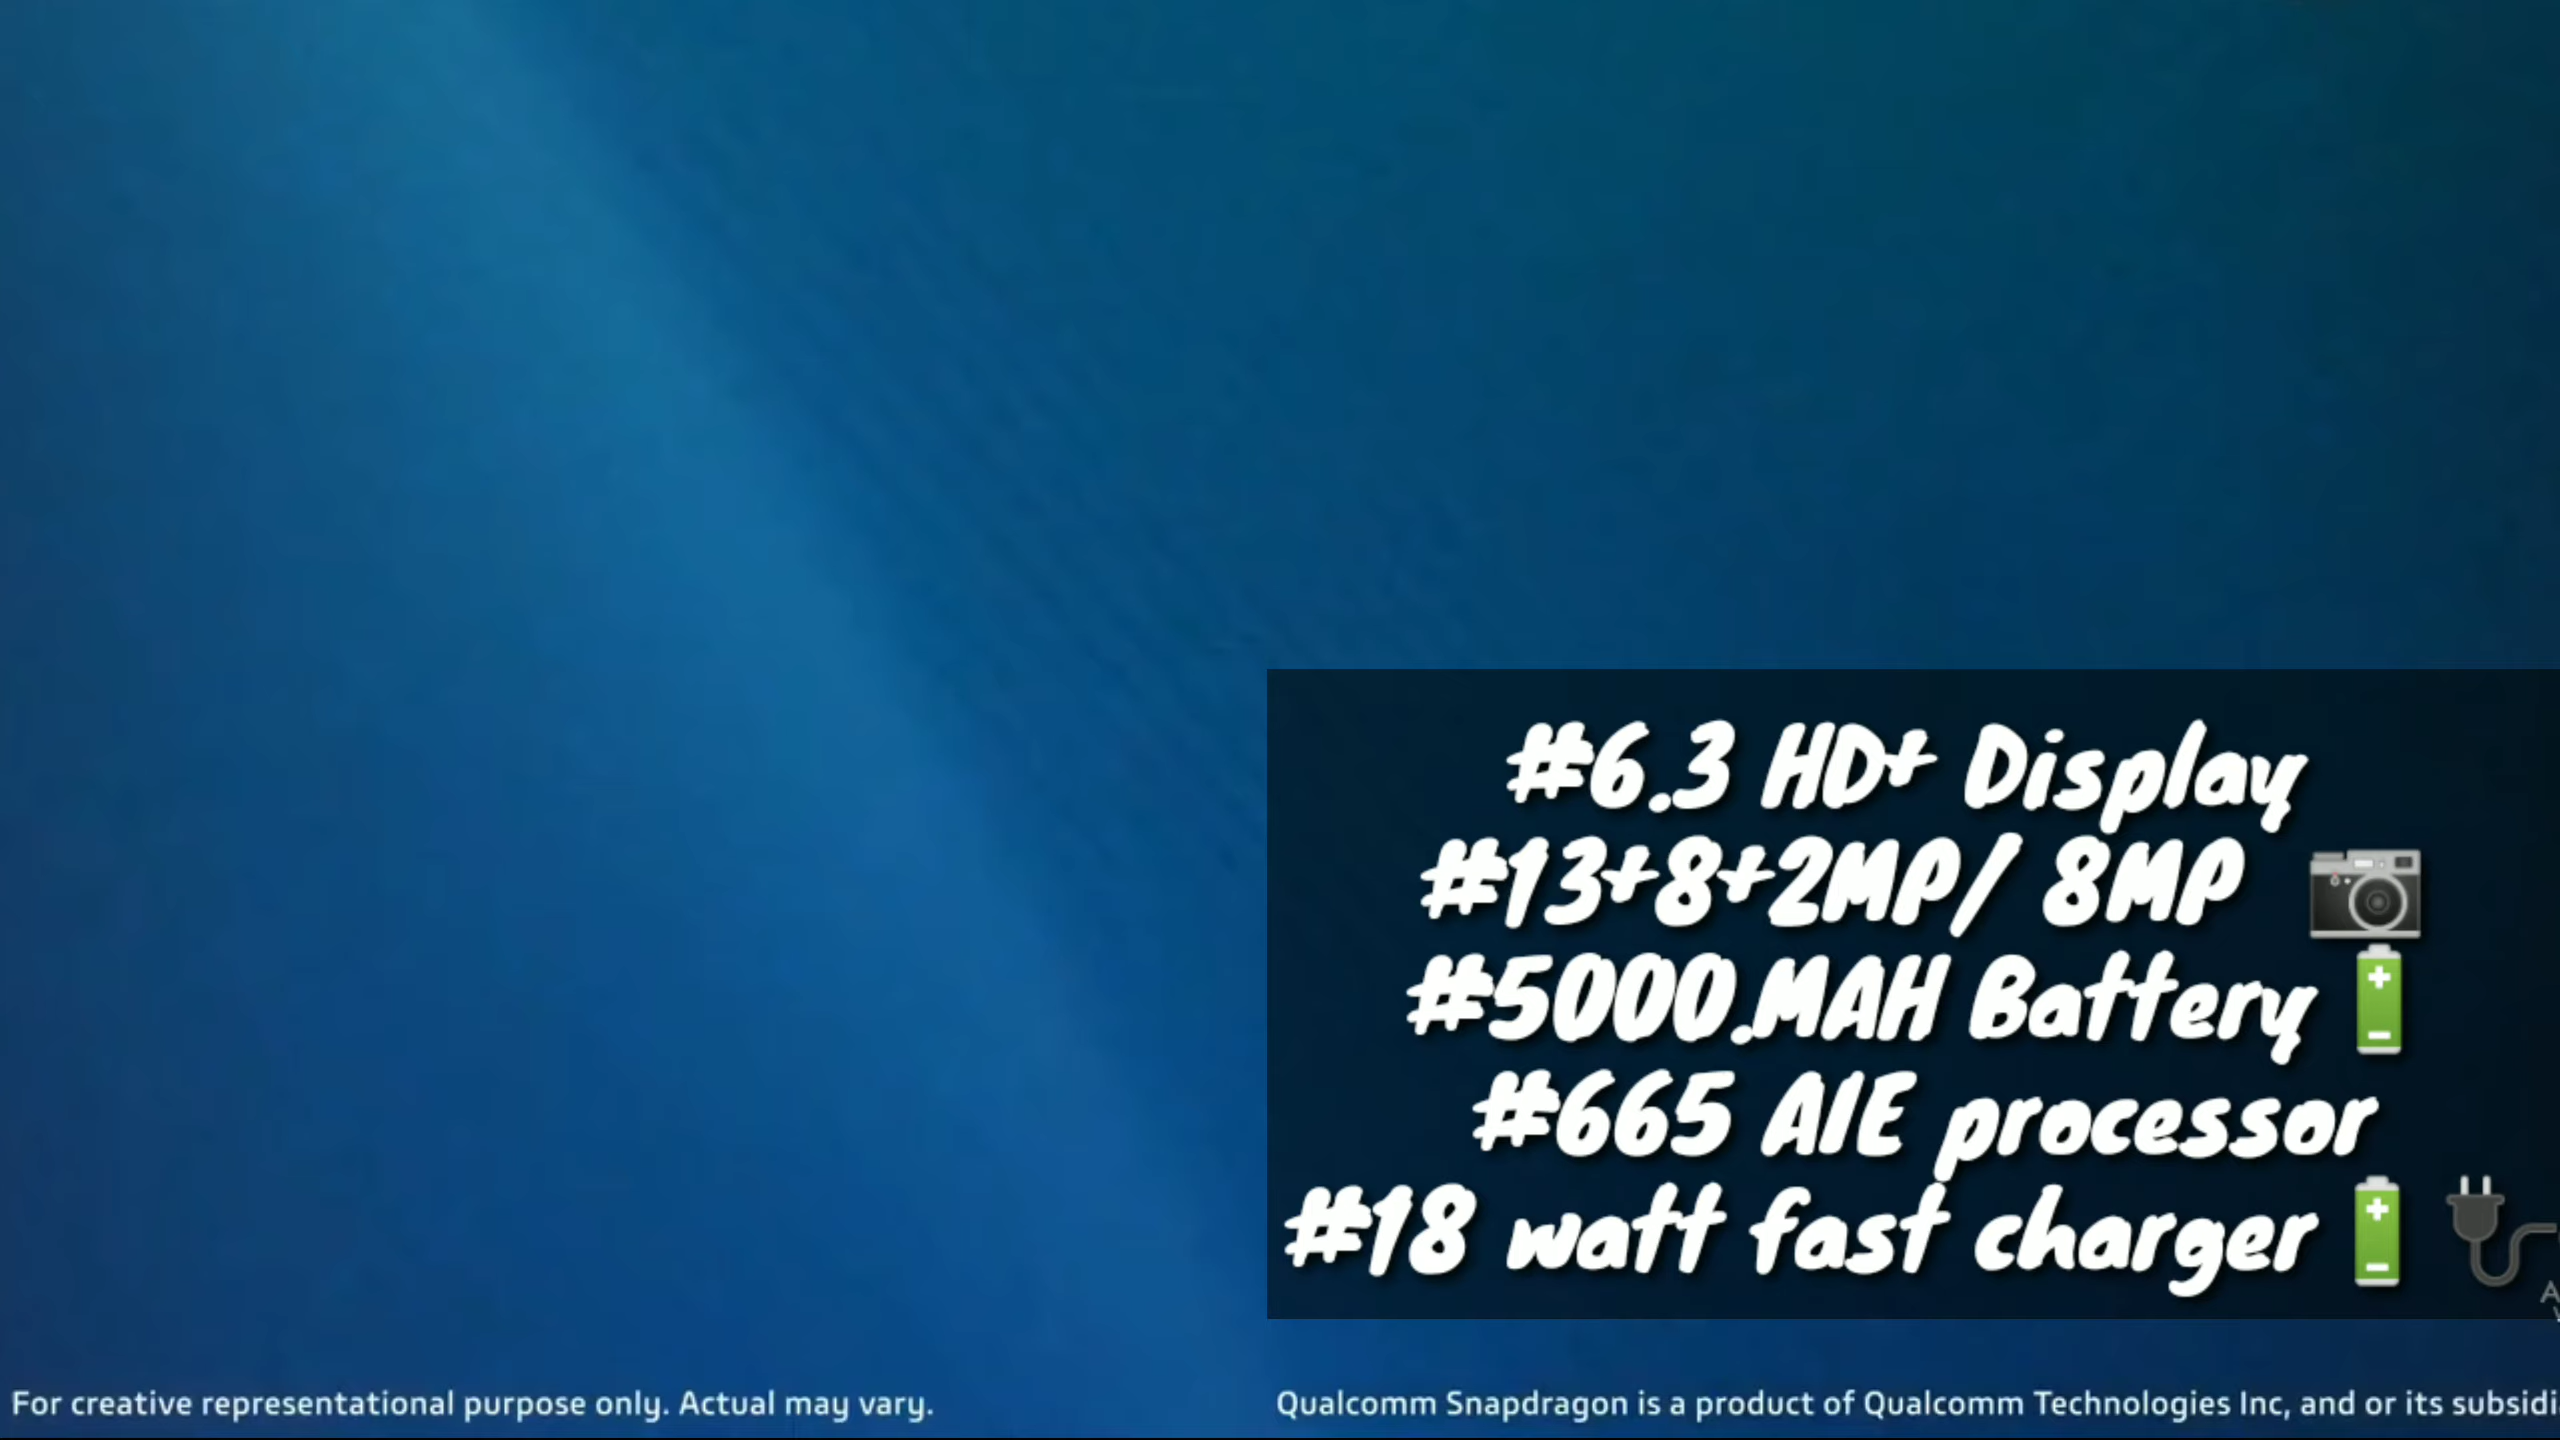 #6.3 HD+ Display
#13+8+2MP/ 8MP 📷
#5000.MAH Battery 🔋
#665 AIE processor
#18 watt fast charger 🔋 🔌
For creative representational purpose only. Actual may vary.
Qualcomm Snapdragon is a product of Qualcomm Technologies Inc, and or its